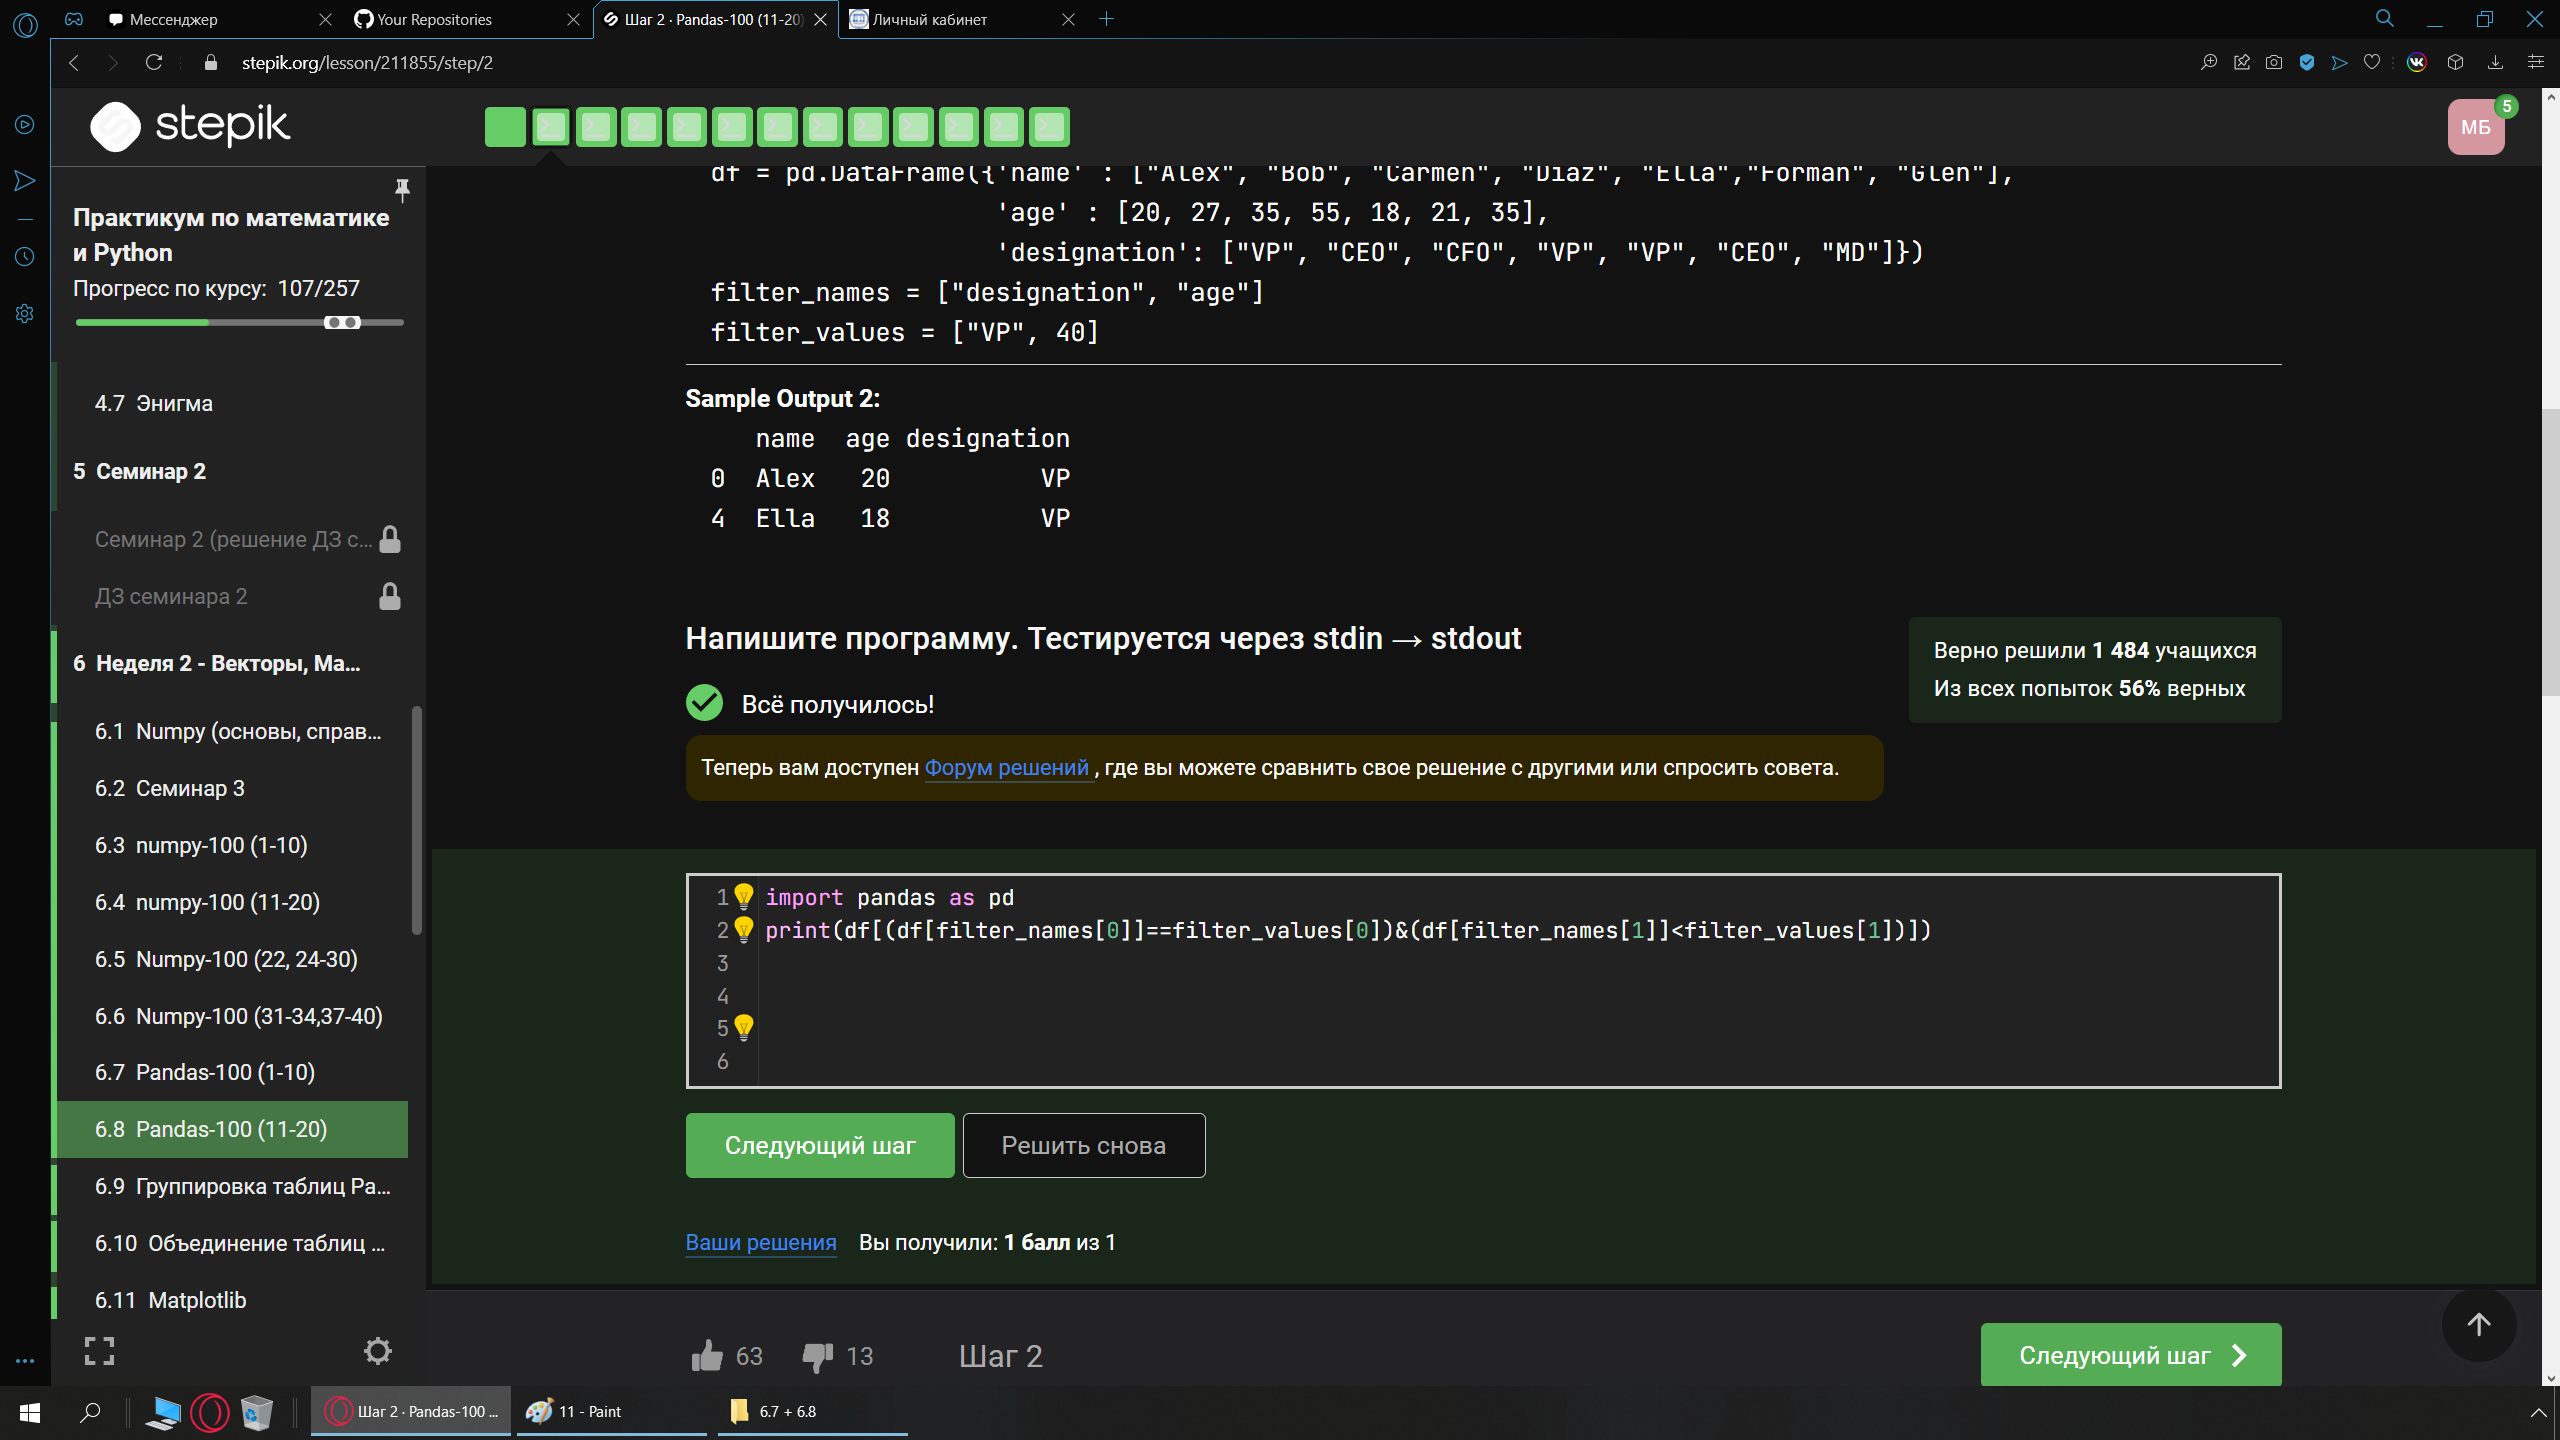 Мессенджер
Your Repositories
Шаг 2 · Pandas-100 (11-20)
Личный кабинет
stepik.org/lesson/211855/step/2
stepik
МБ
5
Практикум по математике
и Python
Прогресс по курсу: 107/257
4.7 Энигма
5 Семинар 2
Семинар 2 (решение ДЗ с...
ДЗ семинара 2
6 Неделя 2 - Векторы, Ма...
6.1 Numpy (основы, справ...
6.2 Семинар 3
6.3 numpy-100 (1-10)
6.4 numpy-100 (11-20)
6.5 Numpy-100 (22, 24-30)
6.6 Numpy-100 (31-34,37-40)
6.7 Pandas-100 (1-10)
6.8 Pandas-100 (11-20)
6.9 Группировка таблиц Pa...
6.10 Объединение таблиц ...
6.11 Matplotlib
df = pd.DataFrame({'name' : ["Alex", "Bob", "Carmen", "Diaz", "Ella","Forman", "Glen"],
'age' : [20, 27, 35, 55, 18, 21, 35],
'designation': ["VP", "CEO", "CFO", "VP", "VP", "CEO", "MD"]})
filter_names = ["designation", "age"]
filter_values = ["VP", 40]
Sample Output 2:
name age designation
0 Alex 20 VP
4 Ella 18 VP
Напишите программу. Тестируется через stdin → stdout
Верно решили 1 484 учащихся
Из всех попыток 56% верных
Всё получилось!
Теперь вам доступен Форум решений , где вы можете сравнить свое решение с другими или спросить совета.
1 import pandas as pd
2 print(df[(df[filter_names[0]]==filter_values[0])&(df[filter_names[1]]<filter_values[1])])
3
4
5
6
Следующий шаг
Решить снова
Ваши решения Вы получили: 1 балл из 1
63
13
Шаг 2
Следующий шаг
Шаг 2 · Pandas-100 ...
11 - Paint
6.7 + 6.8